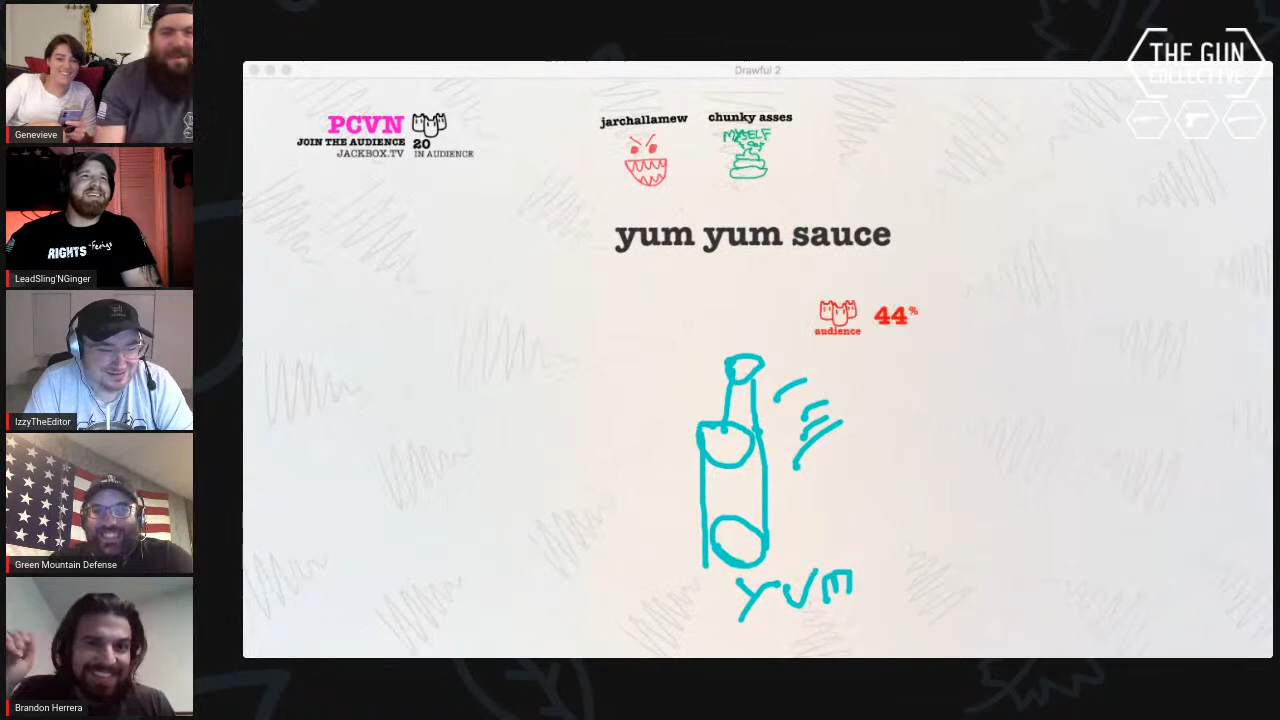 Genevieve
RIGHTS
LeadSling'NGinger
IzzyTheEditor
Green Mountain Defense
Brandon Herrera
Drawful 2
THE GUN
COLLECTIVE
PCVN
JOIN THE AUDIENCE 20
JACKBOX.TV IN AUDIENCE
jarchallamew
chunky asses
MYSELF
yum yum sauce
audience 44%
YUM